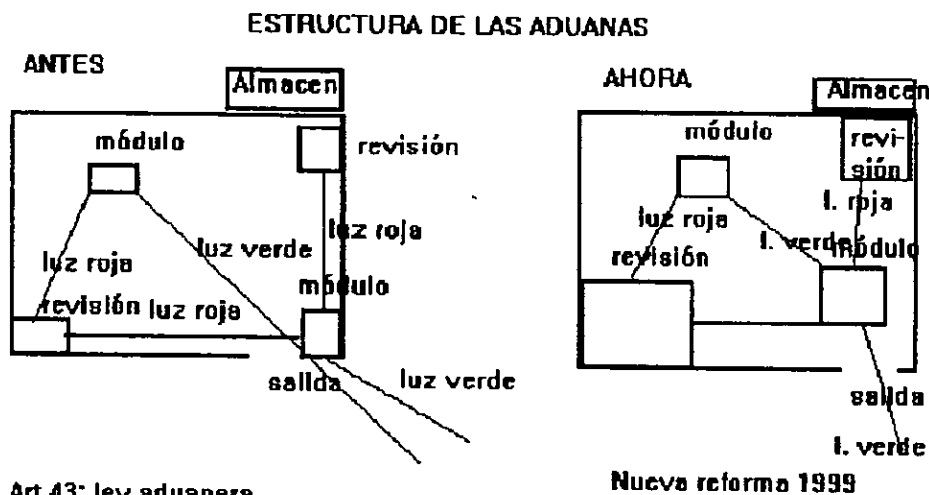 ESTRUCTURA DE LAS ADUANAS
ANTES
Almacen
módulo
revisión
luz roja
luz verde
luz roja
módulo
revisión
luz roja
salida
luz verde
Art 43: ley aduanera
AHORA
Almacen
módulo
revi-
sión
l. roja
luz roja
l. verde
módulo
revisión
salida
l. verde
Nueva reforma 1999